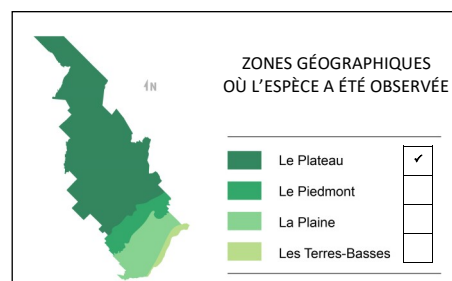 ZONES GÉOGRAPHIQUES
OÙ L’ESPÈCE A ÉTÉ OBSERVÉE
N
Le Plateau ✓
Le Piedmont
La Plaine
Les Terres-Basses